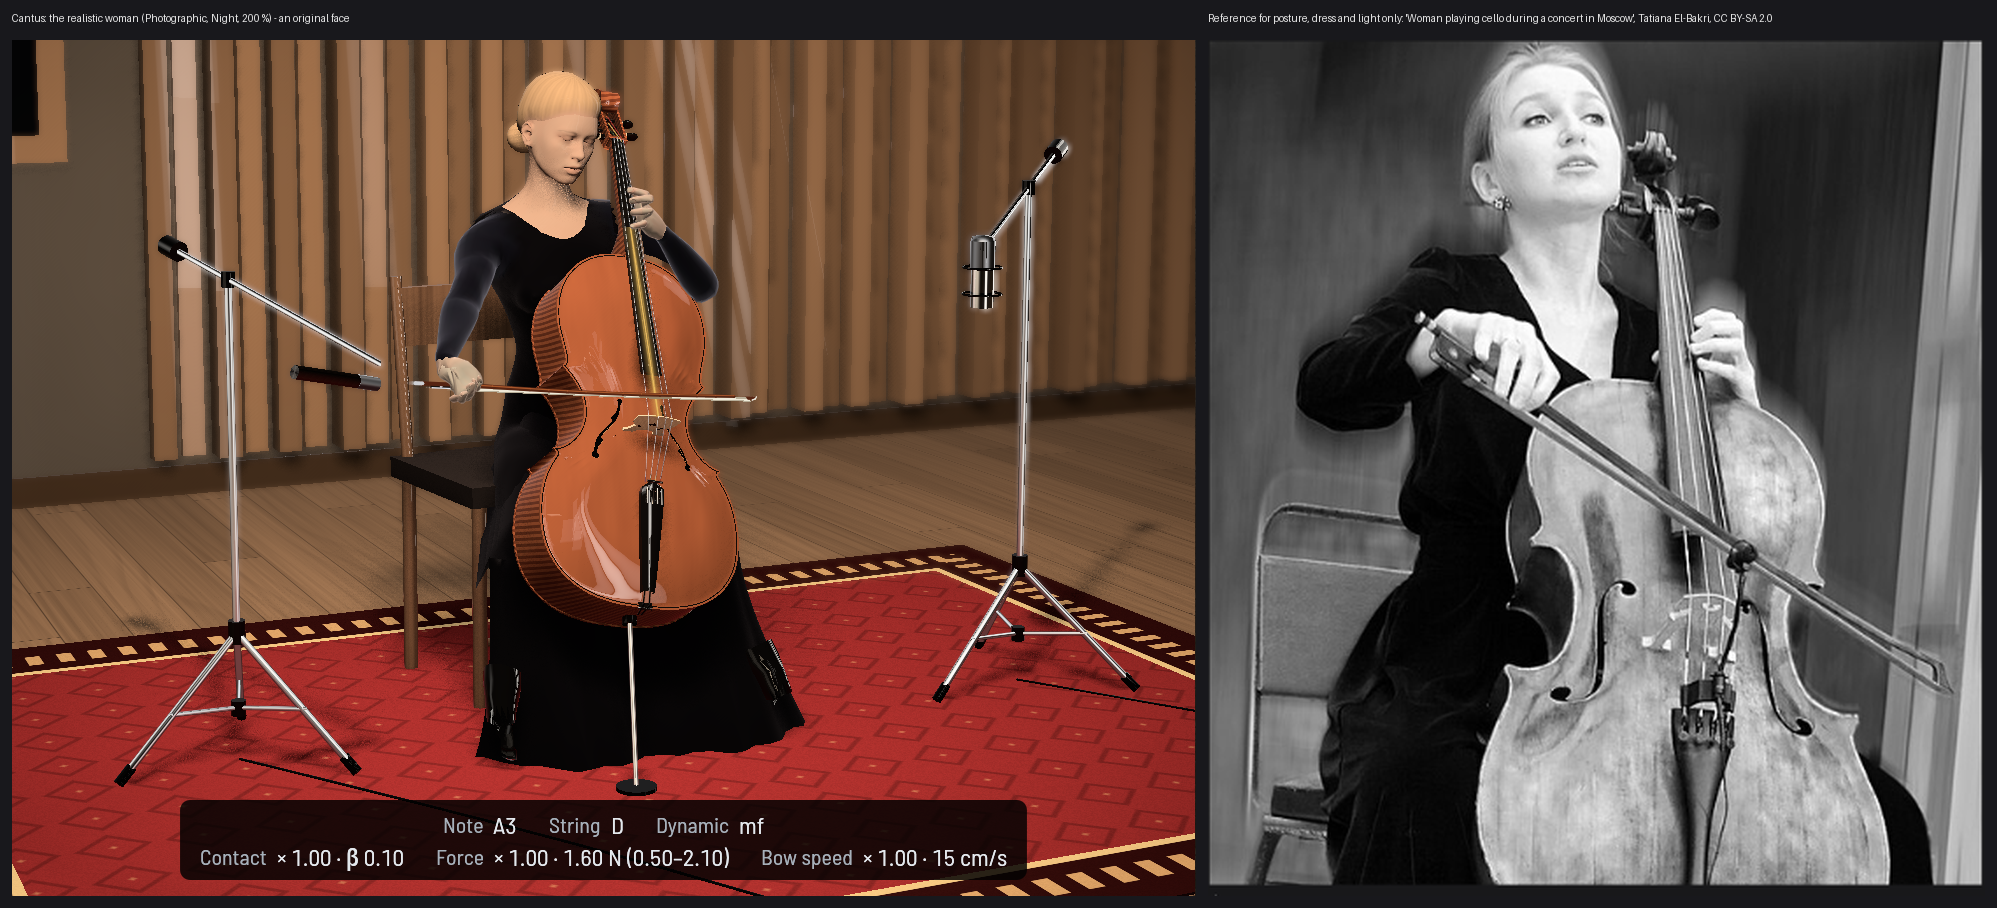 Cantus: the realistic woman (Photographic, Night, 200 %) - an original face
Reference for posture, dress and light only: 'Woman playing cello during a concert in Moscow', Tatiana El-Bakri, CC BY-SA 2.0
Note A3 String D Dynamic mf
Contact × 1.00 · β 0.10 Force × 1.00 · 1.60 N (0.50–2.10) Bow speed × 1.00 · 15 cm/s